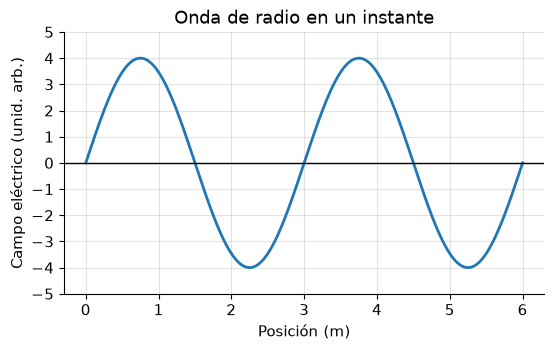 Onda de radio en un instante
Campo eléctrico (unid. arb.)
5
4
3
2
1
0
−1
−2
−3
−4
−5
0 1 2 3 4 5 6
Posición (m)